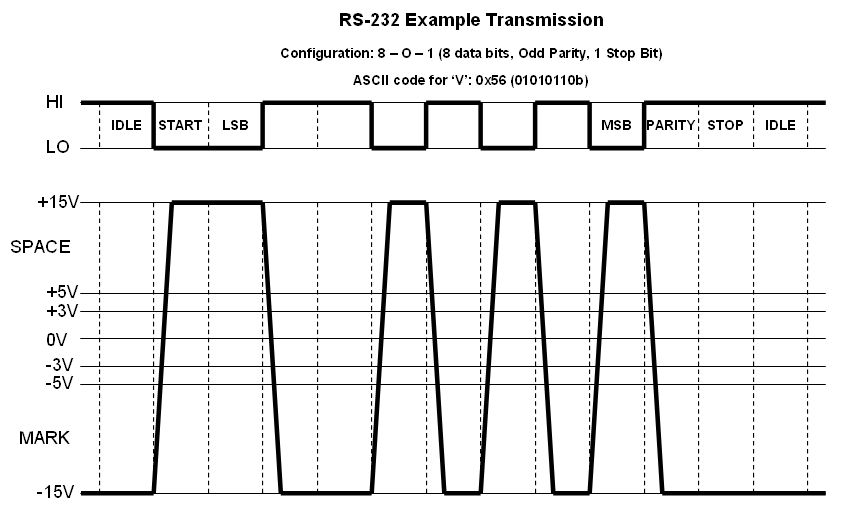 RS-232 Example Transmission
Configuration: 8 – O – 1 (8 data bits, Odd Parity, 1 Stop Bit)
ASCII code for ‘V’: 0x56 (01010110b)
HI
IDLE START LSB MSB PARITY STOP IDLE
LO
+15V
SPACE
+5V
+3V
0V
-3V
-5V
MARK
-15V